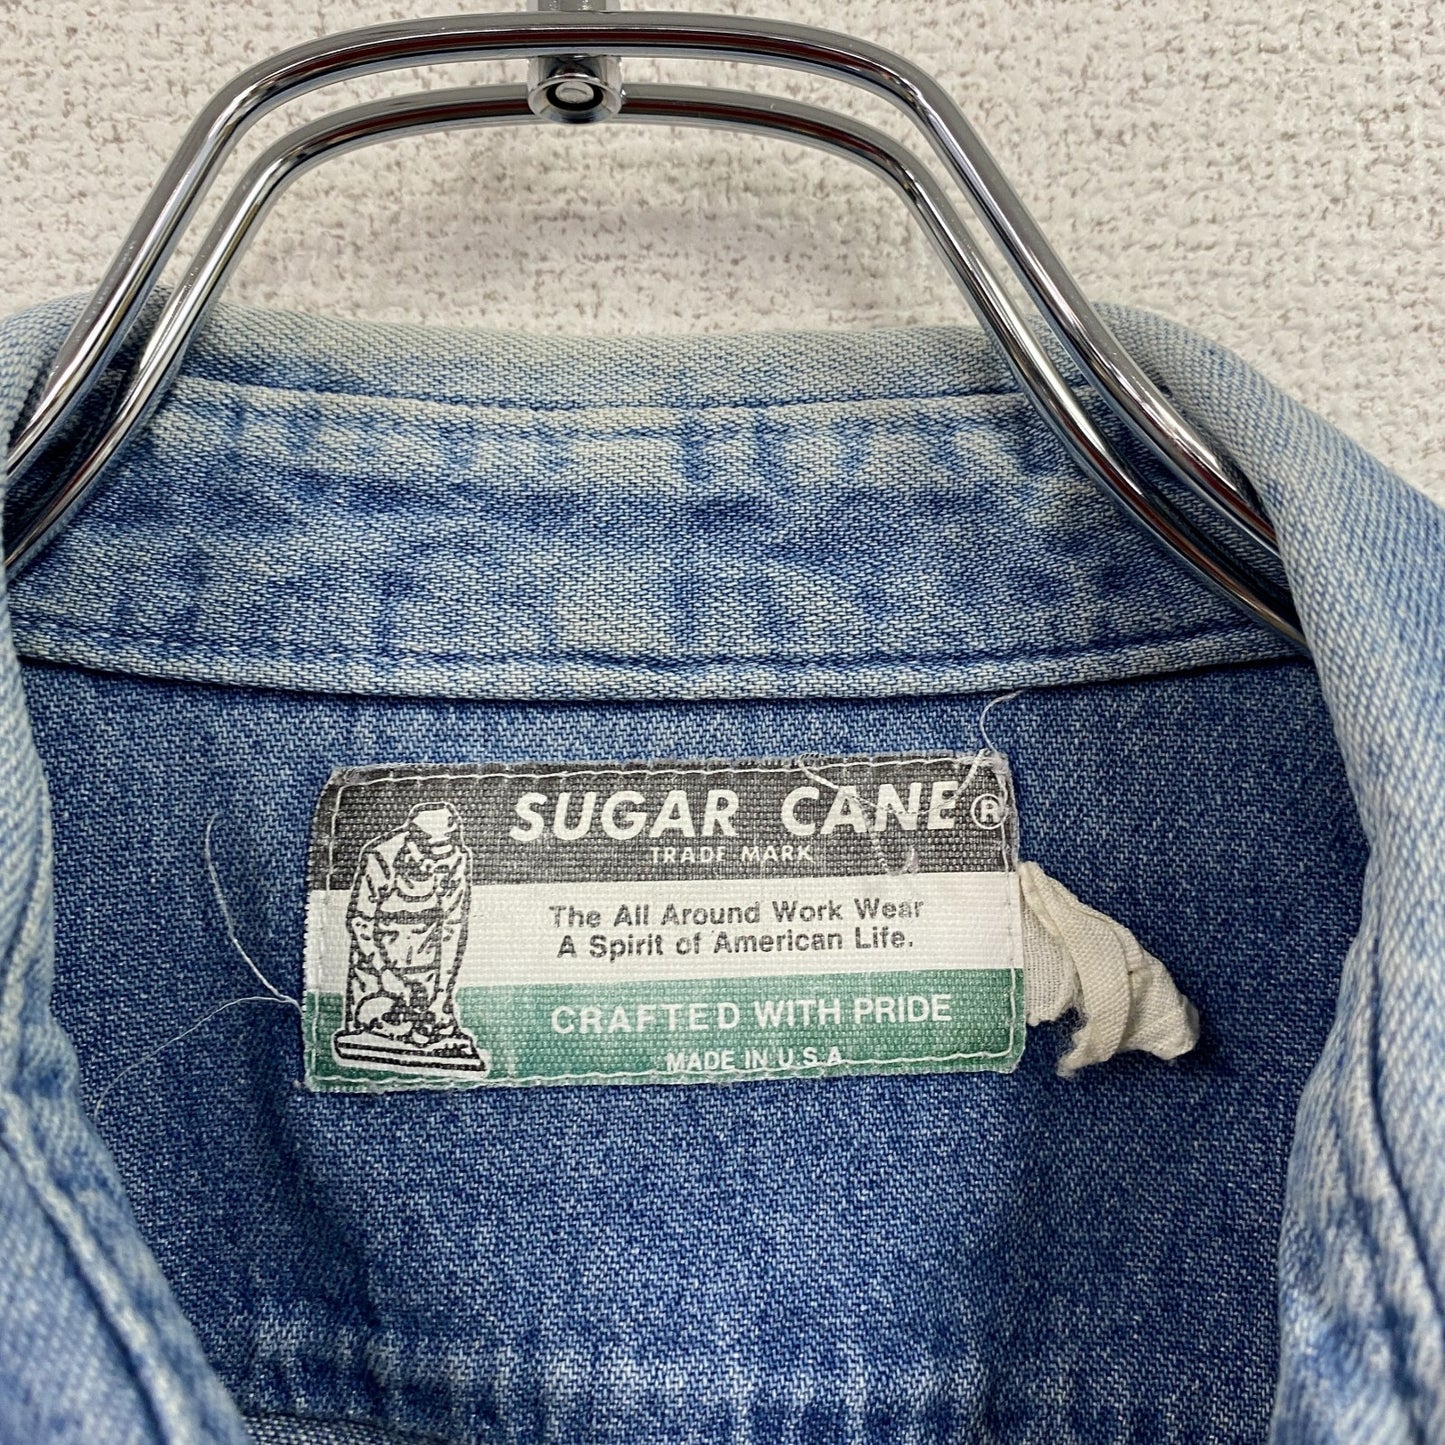 SUGAR CANE®
TRADE MARK
The All Around Work Wear
A Spirit of American Life.
CRAFTED WITH PRIDE
MADE IN U.S.A.